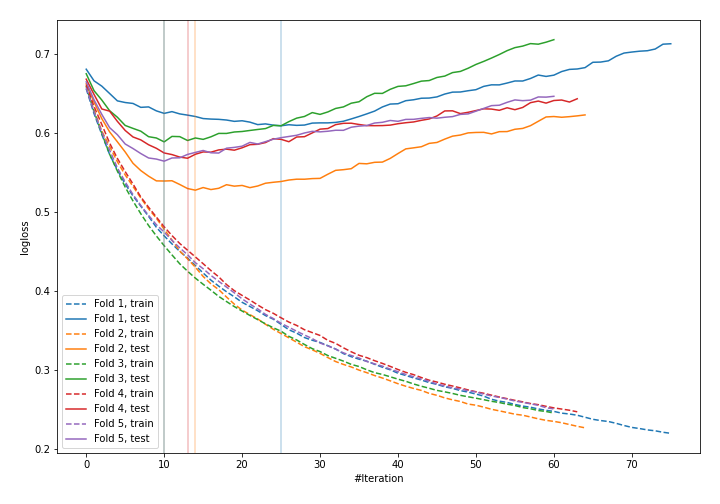 0.7
0.6
0.5
0.4
0.3
0.2
logloss
Fold 1, train
Fold 1, test
Fold 2, train
Fold 2, test
Fold 3, train
Fold 3, test
Fold 4, train
Fold 4, test
Fold 5, train
Fold 5, test
0 10 20 30 40 50 60 70
#Iteration